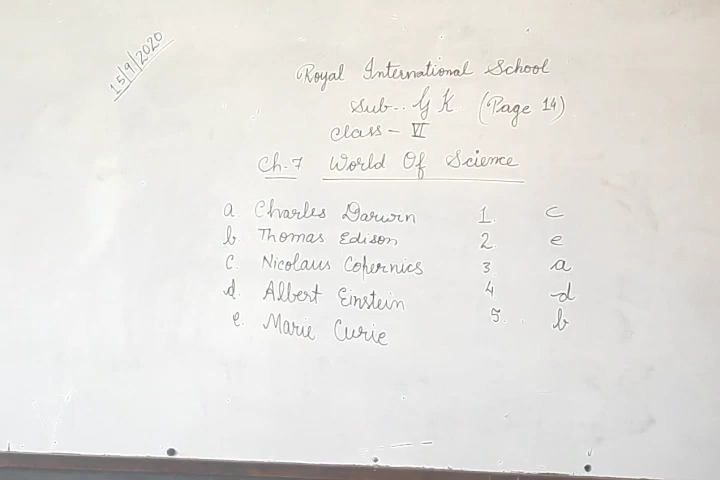 15/9/2020
Royal International School
Sub.. G K. (Page 14)
Class - VI
Ch.7 World Of Science
a. Charles Darwin 1. c
b. Thomas Edison 2. e
c. Nicolaus Copernics 3. a
d. Albert Einstein 4 d
e. Marie Curie 5. b